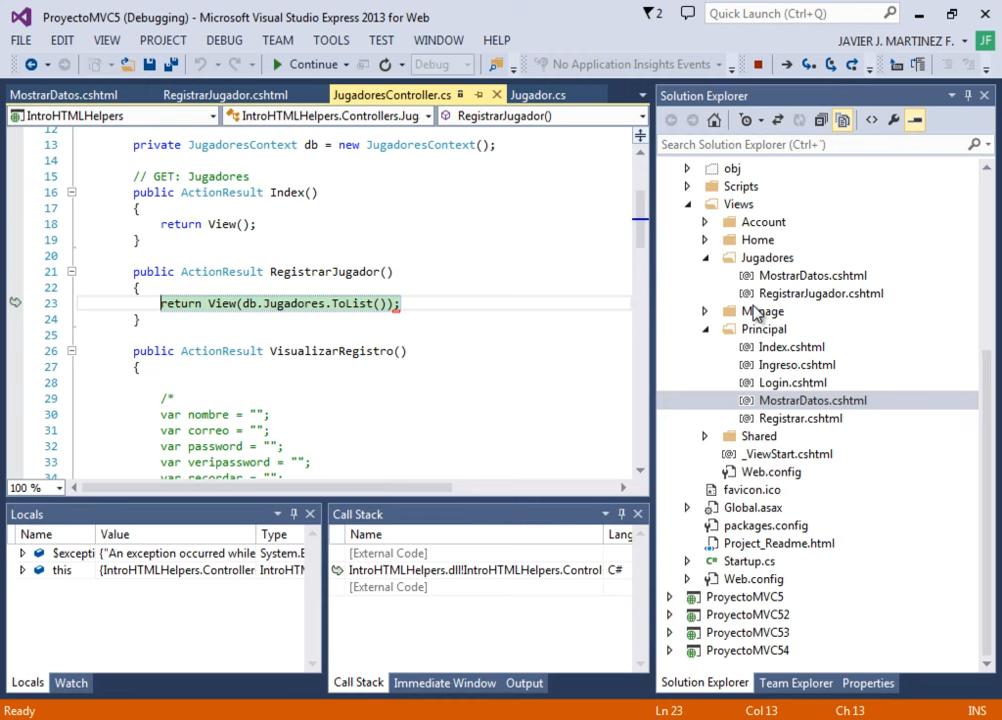 ProyectoMVC5 (Debugging) - Microsoft Visual Studio Express 2013 for Web
2
Quick Launch (Ctrl+Q)
FILE EDIT VIEW PROJECT DEBUG TEAM TOOLS TEST WINDOW HELP
JAVIER J. MARTINEZ F. JF
Continue Debug No Application Insights Events
MostrarDatos.cshtml RegistrarJugador.cshtml JugadoresController.cs Jugador.cs
IntroHTMLHelpers IntroHTMLHelpers.Controllers.Jug RegistrarJugador()
12
13 private JugadoresContext db = new JugadoresContext();
14
15 // GET: Jugadores
16 public ActionResult Index()
17 {
18 return View();
19 }
20
21 public ActionResult RegistrarJugador()
22 {
23 return View(db.Jugadores.ToList());
24 }
25
26 public ActionResult VisualizarRegistro()
27 {
28
29 /*
30 var nombre = "";
31 var correo = "";
32 var password = "";
33 var veripassword = "";
34 var recordar = "";
100 %
Locals
Name Value Type
$excepti {"An exception occurred while System.E
this {IntroHTMLHelpers.Controller IntroHTM
Locals Watch
Call Stack
Name Lang
[External Code]
IntroHTMLHelpers.dll!IntroHTMLHelpers.Control C#
[External Code]
Call Stack Immediate Window Output
Solution Explorer
Search Solution Explorer (Ctrl+´)
obj
Scripts
Views
Account
Home
Jugadores
MostrarDatos.cshtml
RegistrarJugador.cshtml
Principal
Index.cshtml
Ingreso.cshtml
Login.cshtml
MostrarDatos.cshtml
Registrar.cshtml
Shared
_ViewStart.cshtml
Web.config
favicon.ico
Global.asax
packages.config
Project_Readme.html
Startup.cs
Web.config
ProyectoMVC5
ProyectoMVC52
ProyectoMVC53
ProyectoMVC54
Solution Explorer Team Explorer Properties
Ready Ln 23 Col 13 Ch 13 INS